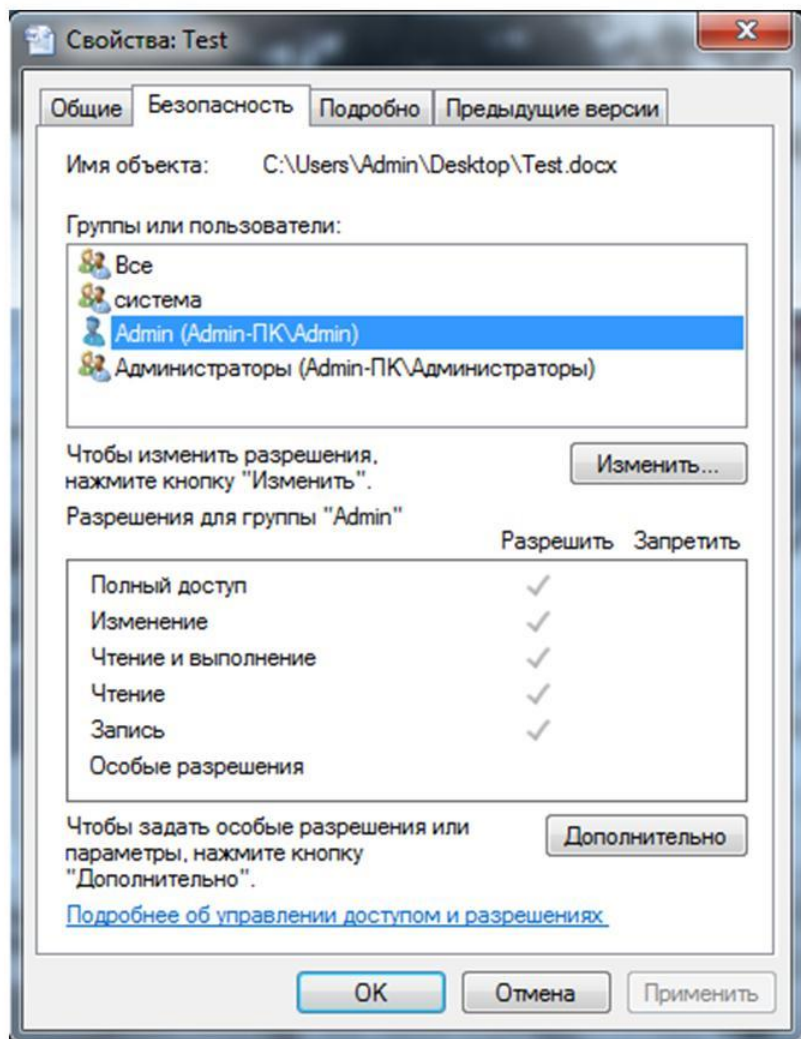 Свойства: Test
Общие Безопасность Подробно Предыдущие версии
Имя объекта: C:\Users\Admin\Desktop\Test.docx
Группы или пользователи:
Все
система
Admin (Admin-ПК\Admin)
Администраторы (Admin-ПК\Администраторы)
Чтобы изменить разрешения,
нажмите кнопку "Изменить".
Изменить...
Разрешения для группы "Admin"
Разрешить Запретить
Полный доступ
Изменение
Чтение и выполнение
Чтение
Запись
Особые разрешения
Чтобы задать особые разрешения или
параметры, нажмите кнопку
"Дополнительно".
Дополнительно
Подробнее об управлении доступом и разрешениях
ОК Отмена Применить